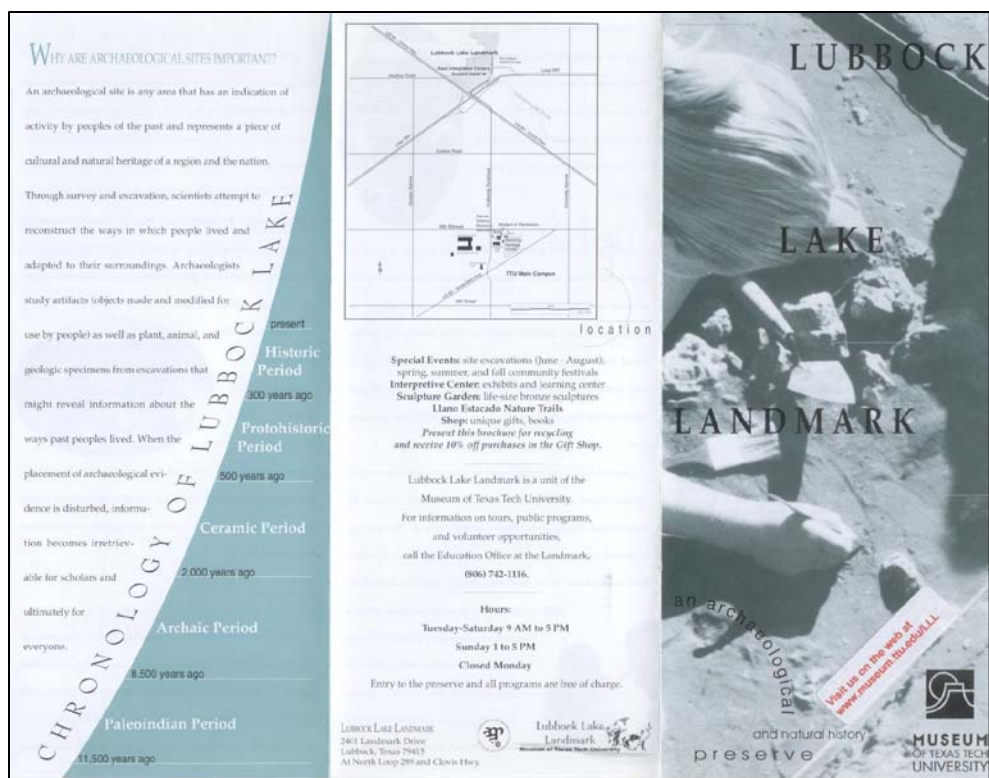 WHY ARE ARCHAEOLOGICAL SITES IMPORTANT?
An archaeological site is any area that has an indication of
activity by peoples of the past and represents a piece of
cultural and natural heritage of a region and the nation.
Through survey and excavation, scientists attempt to
reconstruct the ways in which people lived and
adapted to their surroundings. Archaeologists
study artifacts (objects made and modified for
use by people) as well as plant, animal, and
geologic specimens from excavations that
might reveal information about the
ways past peoples lived. When the
placement of archaeological evi-
dence is disturbed, informa-
tion becomes irretriev-
able for scholars and
ultimately for
everyone.
CHRONOLOGY OF LUBBOCK LAKE
present
Historic
Period
300 years ago
Protohistoric
Period
500 years ago
Ceramic Period
2,000 years ago
Archaic Period
8,500 years ago
Paleoindian Period
11,500 years ago
Lubbock Lake Landmark
Loop 289
4th Street
TTU Main Campus
location
Special Events: site excavations (June - August);
spring, summer, and fall community festivals
Interpretive Center: exhibits and learning center
Sculpture Garden: life-size bronze sculptures
Llano Estacado Nature Trails
Shop: unique gifts, books
Present this brochure for recycling
and receive 10% off purchases in the Gift Shop.
Lubbock Lake Landmark is a unit of the
Museum of Texas Tech University.
For information on tours, public programs,
and volunteer opportunities,
call the Education Office at the Landmark,
(806) 742-1116.
Hours:
Tuesday-Saturday 9 AM to 5 PM
Sunday 1 to 5 PM
Closed Monday
Entry to the preserve and all programs are free of charge.
LUBBOCK LAKE LANDMARK
2401 Landmark Drive
Lubbock, Texas 79415
At North Loop 289 and Clovis Hwy.
Lubbock Lake
Landmark
Museum of Texas Tech University
LUBBOCK
LAKE
LANDMARK
an archaeological
and natural history
preserve
Visit us on the web at
www.museum.ttu.edu/LLL
MUSEUM
OF TEXAS TECH
UNIVERSITY